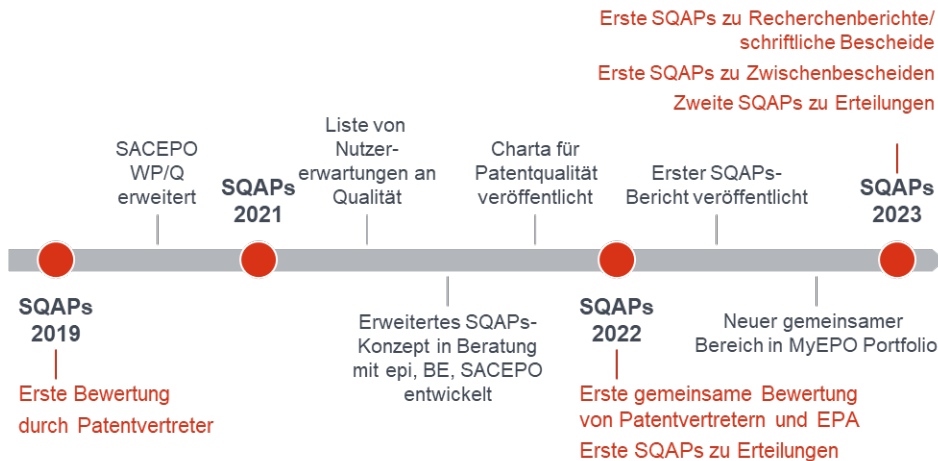 Erste SQAPs zu Recherchenberichte/
schriftliche Bescheide
Erste SQAPs zu Zwischenbescheiden
Zweite SQAPs zu Erteilungen
SACEPO
WP/Q
erweitert
SQAPs
2021
Liste von
Nutzer-
erwartungen an
Qualität
Charta für
Patentqualität
veröffentlicht
Erster SQAPs-
Bericht veröffentlicht
SQAPs
2023
SQAPs
2019
Erste Bewertung
durch Patentvertreter
Erweitertes SQAPs-
Konzept in Beratung
mit epi, BE, SACEPO
entwickelt
SQAPs
2022
Erste gemeinsame Bewertung
von Patentvertretern und EPA
Erste SQAPs zu Erteilungen
Neuer gemeinsamer
Bereich in MyEPO Portfolio